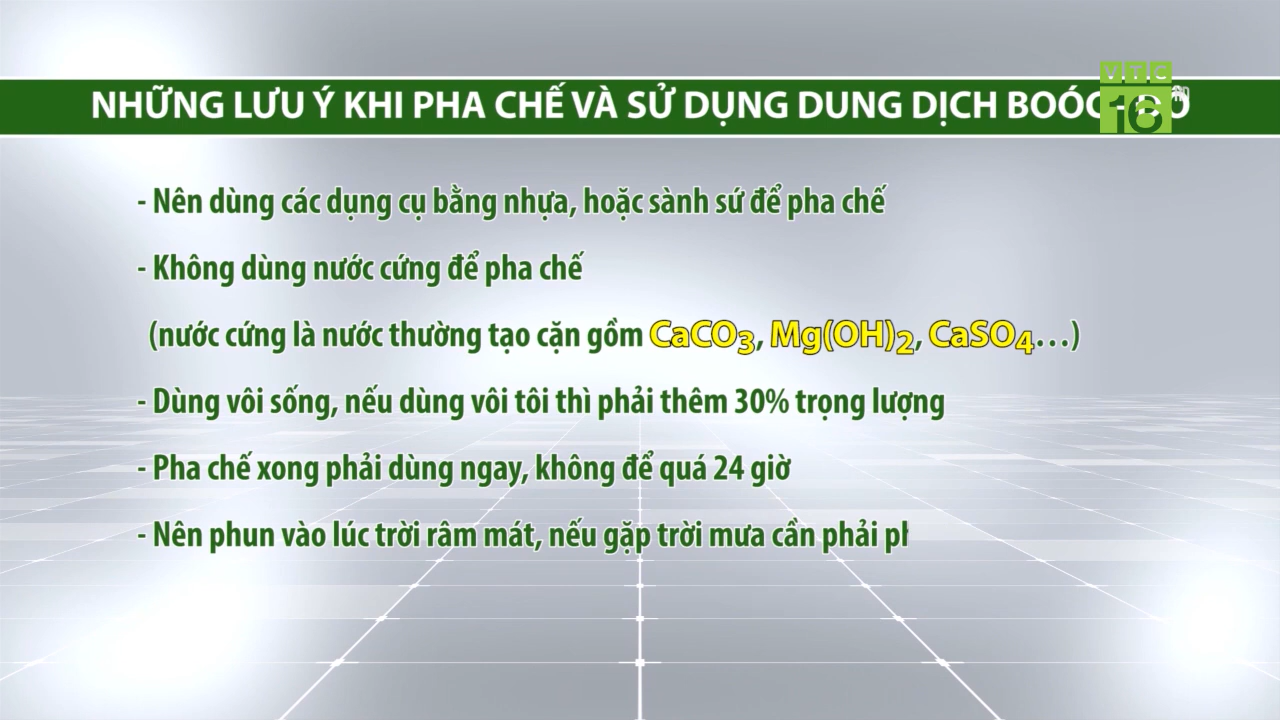 VTC
16
NHỮNG LƯU Ý KHI PHA CHẾ VÀ SỬ DỤNG DUNG DỊCH
- Nên dùng các dụng cụ bằng nhựa, hoặc sành sứ để pha chế
- Không dùng nước cứng để pha chế
(nước cứng là nước thường tạo cặn gồm CaCO3, Mg(OH)2, CaSO4...)
- Dùng vôi sống, nếu dùng vôi tôi thì phải thêm 30% trọng lượng
- Pha chế xong phải dùng ngay, không để quá 24 giờ
- Nên phun vào lúc trời râm mát, nếu gặp trời mưa cần phải